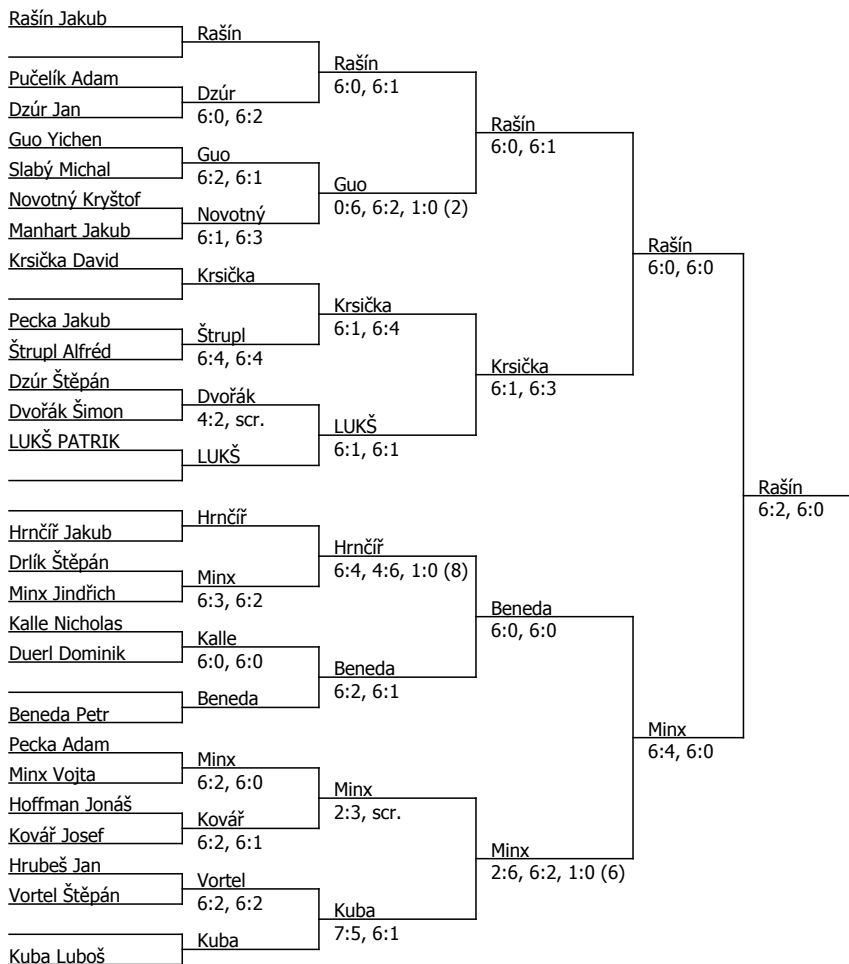 Rašín Jakub
Rašín
Rašín
Pučelík Adam
6:0, 6:1
Dzúr
Dzúr Jan
6:0, 6:2
Rašín
Guo Yichen
6:0, 6:1
Guo
Slabý Michal
6:2, 6:1
Guo
Novotný Kryštof
0:6, 6:2, 1:0 (2)
Novotný
Manhart Jakub
6:1, 6:3
Rašín
Krsička David
6:0, 6:0
Krsička
Krsička
Pecka Jakub
6:1, 6:4
Štrupl
Štrupl Alfréd
6:4, 6:4
Krsička
Dzúr Štěpán
6:1, 6:3
Dvořák
Dvořák Šimon
4:2, scr.
LUKŠ
LUKŠ PATRIK
6:1, 6:1
LUKŠ
Rašín
6:2, 6:0
Hrnčíř
Hrnčíř Jakub
Hrnčíř
Drlík Štěpán
6:4, 4:6, 1:0 (8)
Minx
Minx Jindřich
6:3, 6:2
Beneda
Kalle Nicholas
6:0, 6:0
Kalle
Duerl Dominik
6:0, 6:0
Beneda
6:2, 6:1
Beneda
Beneda Petr
Minx
Pecka Adam
6:4, 6:0
Minx
Minx Vojta
6:2, 6:0
Minx
Hoffman Jonáš
2:3, scr.
Kovář
Kovář Josef
6:2, 6:1
Minx
Hrubeš Jan
2:6, 6:2, 1:0 (6)
Vortel
Vortel Štěpán
6:2, 6:2
Kuba
7:5, 6:1
Kuba
Kuba Luboš